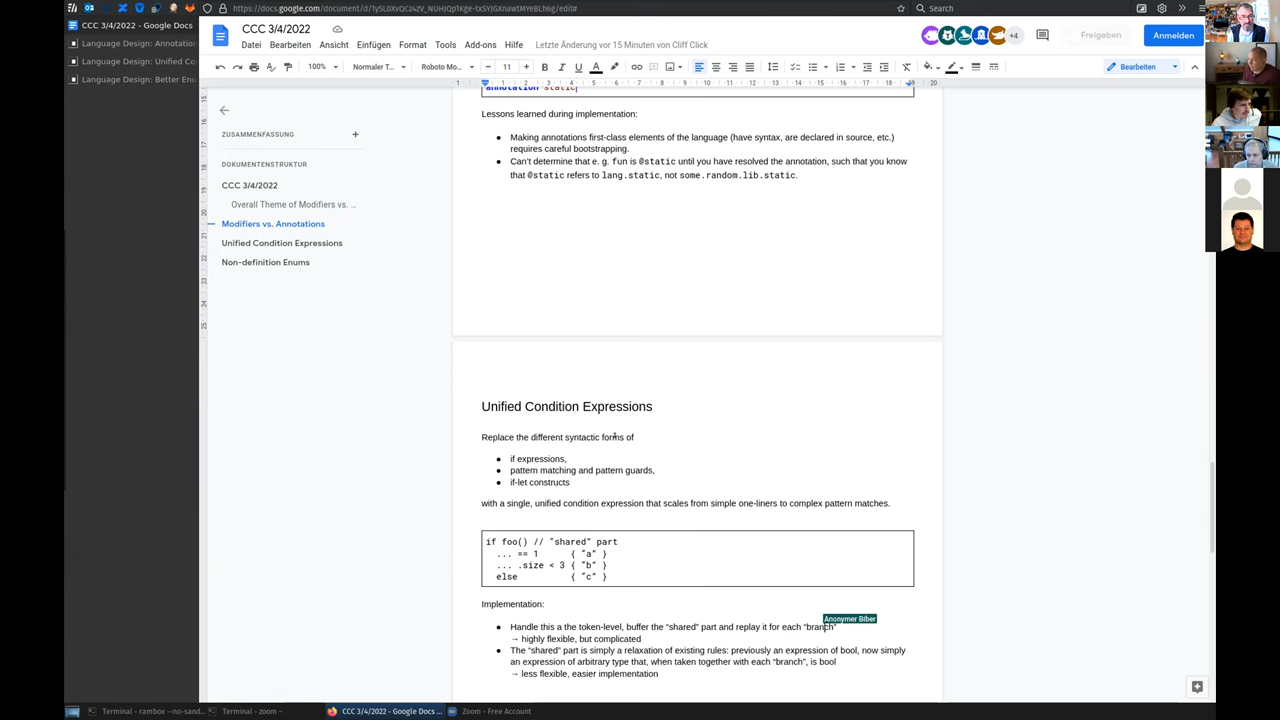 CCC 3/4/2022 - Google Docs
Language Design: Annotation
Language Design: Unified Co
Language Design: Better Enu
Search
CCC 3/4/2022
Datei Bearbeiten Ansicht Einfügen Format Tools Add-ons Hilfe Letzte Änderung vor 15 Minuten von Cliff Click
+4
Freigeben
Anmelden
100% Normaler T... Roboto Mo... 11 Bearbeiten
ZUSAMMENFASSUNG
DOKUMENTSTRUKTUR
CCC 3/4/2022
Overall Theme of Modifiers vs. ...
Modifiers vs. Annotations
Unified Condition Expressions
Non-definition Enums
annotation static
Lessons learned during implementation:
● Making annotations first-class elements of the language (have syntax, are declared in source, etc.)
requires careful bootstrapping.
● Can't determine that e. g. fun is @static until you have resolved the annotation, such that you know
that @static refers to lang.static, not some.random.lib.static.
Unified Condition Expressions
Replace the different syntactic forms of
● if expressions,
● pattern matching and pattern guards,
● if-let constructs
with a single, unified condition expression that scales from simple one-liners to complex pattern matches.
if foo() // "shared" part
... == 1 { "a" }
... .size < 3 { "b" }
else { "c" }
Implementation:
Anonymer Biber
● Handle this a the token-level, buffer the "shared" part and replay it for each "branch"
→ highly flexible, but complicated
● The "shared" part is simply a relaxation of existing rules: previously an expression of bool, now simply
an expression of arbitrary type that, when taken together with each "branch", is bool
→ less flexible, easier implementation
Terminal - rambox --no-sand...
Terminal - zoom -
CCC 3/4/2022 - Google Docs ...
Zoom - Free Account